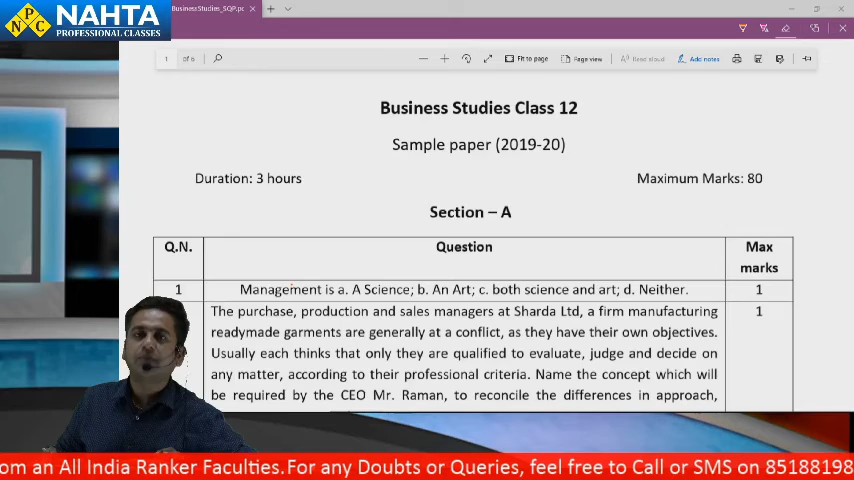 NPC
NAHTA
PROFESSIONAL CLASSES
BusinessStudies_SQP.pc
1 of 6
Fit to page
Page view
Read aloud
Add notes
Business Studies Class 12
Sample paper (2019-20)
Duration: 3 hours Maximum Marks: 80
Section – A
Q.N. Question Max marks
1 Management is a. A Science; b. An Art; c. both science and art; d. Neither. 1
The purchase, production and sales managers at Sharda Ltd, a firm manufacturing 1
readymade garments are generally at a conflict, as they have their own objectives.
Usually each thinks that only they are qualified to evaluate, judge and decide on
any matter, according to their professional criteria. Name the concept which will
be required by the CEO Mr. Raman, to reconcile the differences in approach,
om an All India Ranker Faculties.For any Doubts or Queries, feel free to Call or SMS on 85188198